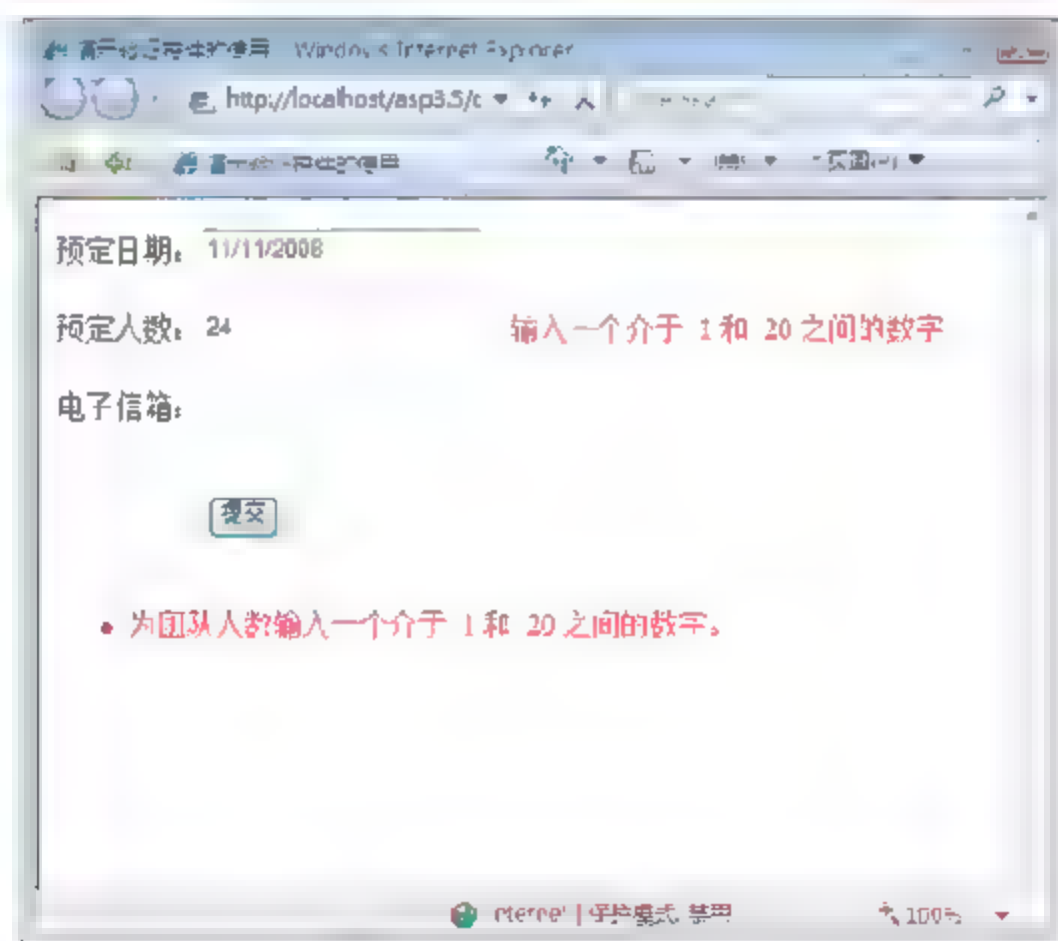 Windows Internet Explorer
http://localhost/asp3.5/c
预定日期: 11/11/2008
预定人数: 24 输入一个介于 1 和 20 之间的数字
电子信箱:
提交
• 为团队人数输入一个介于 1 和 20 之间的数字。
Internet | 保护模式: 禁用 100%